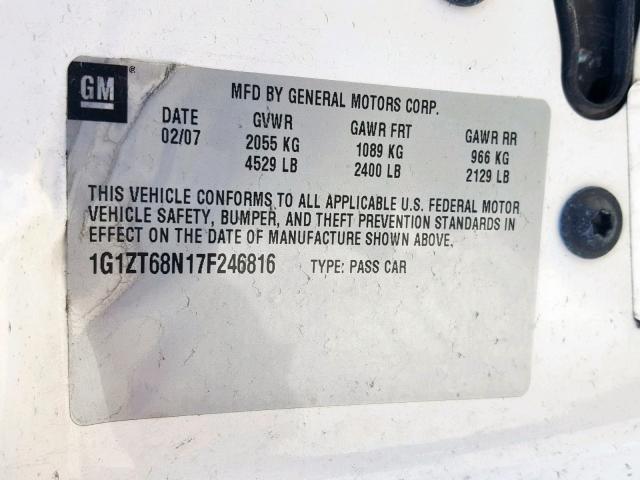 GM®
MFD BY GENERAL MOTORS CORP.
DATE GVWR GAWR FRT GAWR RR
02/07 2055 KG 1089 KG 966 KG
4529 LB 2400 LB 2129 LB
THIS VEHICLE CONFORMS TO ALL APPLICABLE U.S. FEDERAL MOTOR
VEHICLE SAFETY, BUMPER, AND THEFT PREVENTION STANDARDS IN
EFFECT ON THE DATE OF MANUFACTURE SHOWN ABOVE.
1G1ZT68N17F246816 TYPE: PASS CAR